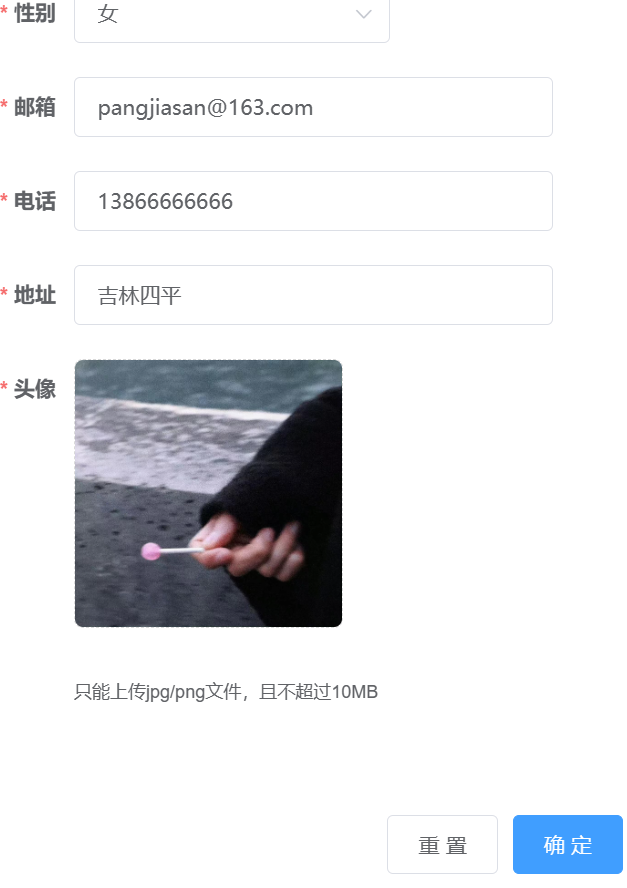 * 性别 女
* 邮箱 pangjiasan@163.com
* 电话 13866666666
* 地址 吉林四平
* 头像
只能上传jpg/png文件，且不超过10MB
重 置 确 定